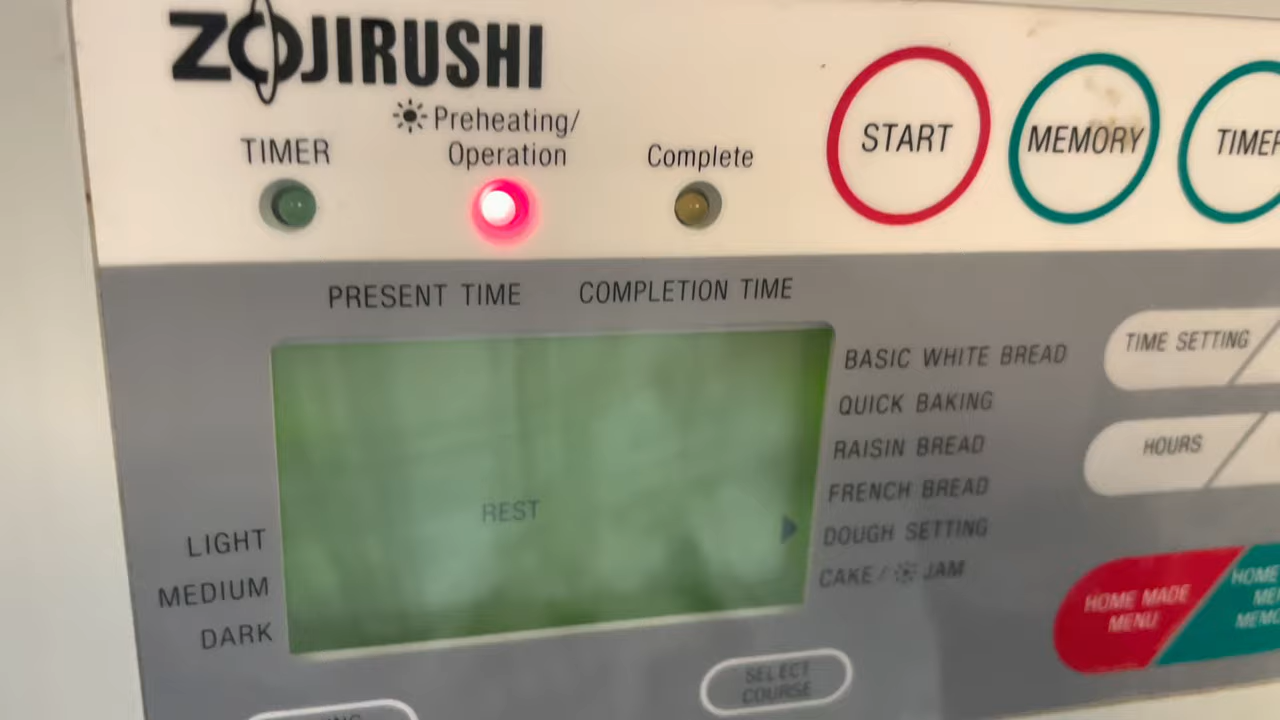 ZOJIRUSHI
TIMER
Preheating/
Operation
Complete
START
MEMORY
PRESENT TIME
COMPLETION TIME
BASIC WHITE BREAD
QUICK BAKING
RAISIN BREAD
FRENCH BREAD
DOUGH SETTING
CAKE / JAM
REST
LIGHT
MEDIUM
DARK
TIME SETTING
HOURS
HOME MADE
MENU
HOME
SELECT
COURSE